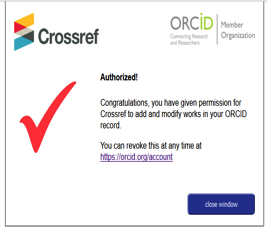 Crossref
ORCID
Connecting Research
and Researchers
Member
Organization
Authorized!
Congratulations, you have given permission for
Crossref to add and modify works in your ORCID
record.
You can revoke this at any time at
https://orcid.org/account
close window